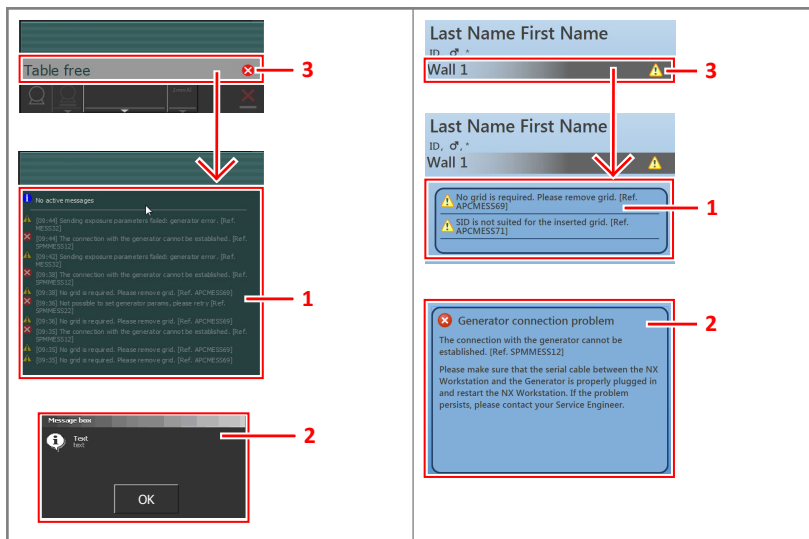 Table free
3
No active messages
[09:44] Sending exposure parameters failed: generator error. [Ref.
MESS32]
[09:44] The connection with the generator cannot be established. [Ref.
SPMMESS12]
[09:42] Sending exposure parameters failed: generator error. [Ref.
MESS32]
[09:38] The connection with the generator cannot be established. [Ref.
SPMMESS12]
[09:38] No grid is required. Please remove grid. [Ref. APCMESS69]
[09:36] Not possible to set generator params, please retry [Ref.
SPMMESS22]
[09:36] No grid is required. Please remove grid. [Ref. APCMESS69]
[09:35] The connection with the generator cannot be established. [Ref.
SPMMESS12]
[09:35] No grid is required. Please remove grid. [Ref. APCMESS69]
[09:35] No grid is required. Please remove grid. [Ref. APCMESS69]
1
Message box
Text
text
OK
2
Last Name First Name
ID, ♂, *
Wall 1
3
Last Name First Name
ID, ♂, *
Wall 1
No grid is required. Please remove grid. [Ref.
APCMESS69]
SID is not suited for the inserted grid. [Ref.
APCMESS71]
1
Generator connection problem
The connection with the generator cannot be
established. [Ref. SPMMESS12]
Please make sure that the serial cable between the NX
Workstation and the Generator is properly plugged in
and restart the NX Workstation. If the problem
persists, please contact your Service Engineer.
2